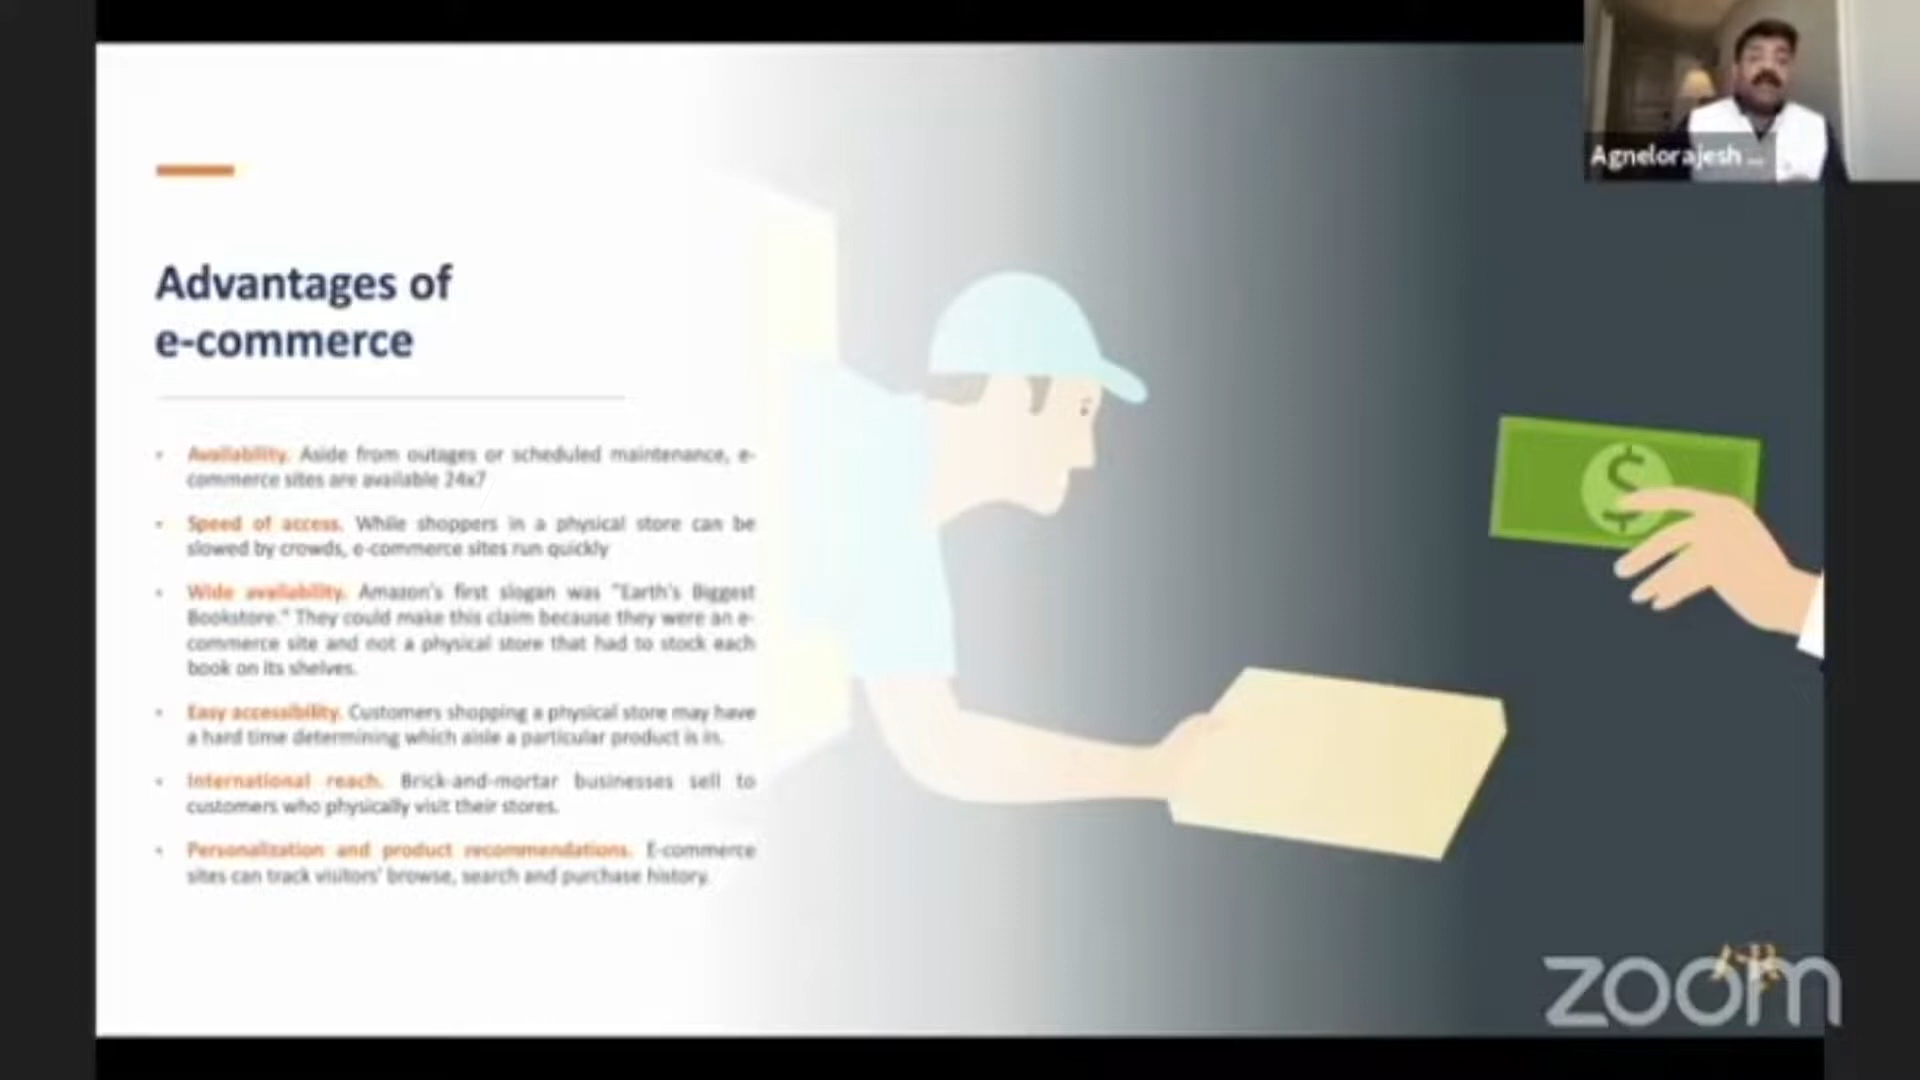 Agnelorajesh ...
Advantages of
e-commerce
• Availability. Aside from outages or scheduled maintenance, e-
commerce sites are available 24x7
• Speed of access. While shoppers in a physical store can be
slowed by crowds, e-commerce sites run quickly
• Wide availability. Amazon's first slogan was "Earth's Biggest
Bookstore." They could make this claim because they were an e-
commerce site and not a physical store that had to stock each
book on its shelves.
• Easy accessibility. Customers shopping a physical store may have
a hard time determining which aisle a particular product is in.
• International reach. Brick-and-mortar businesses sell to
customers who physically visit their stores.
• Personalization and product recommendations. E-commerce
sites can track visitors' browse, search and purchase history.
$
zoom